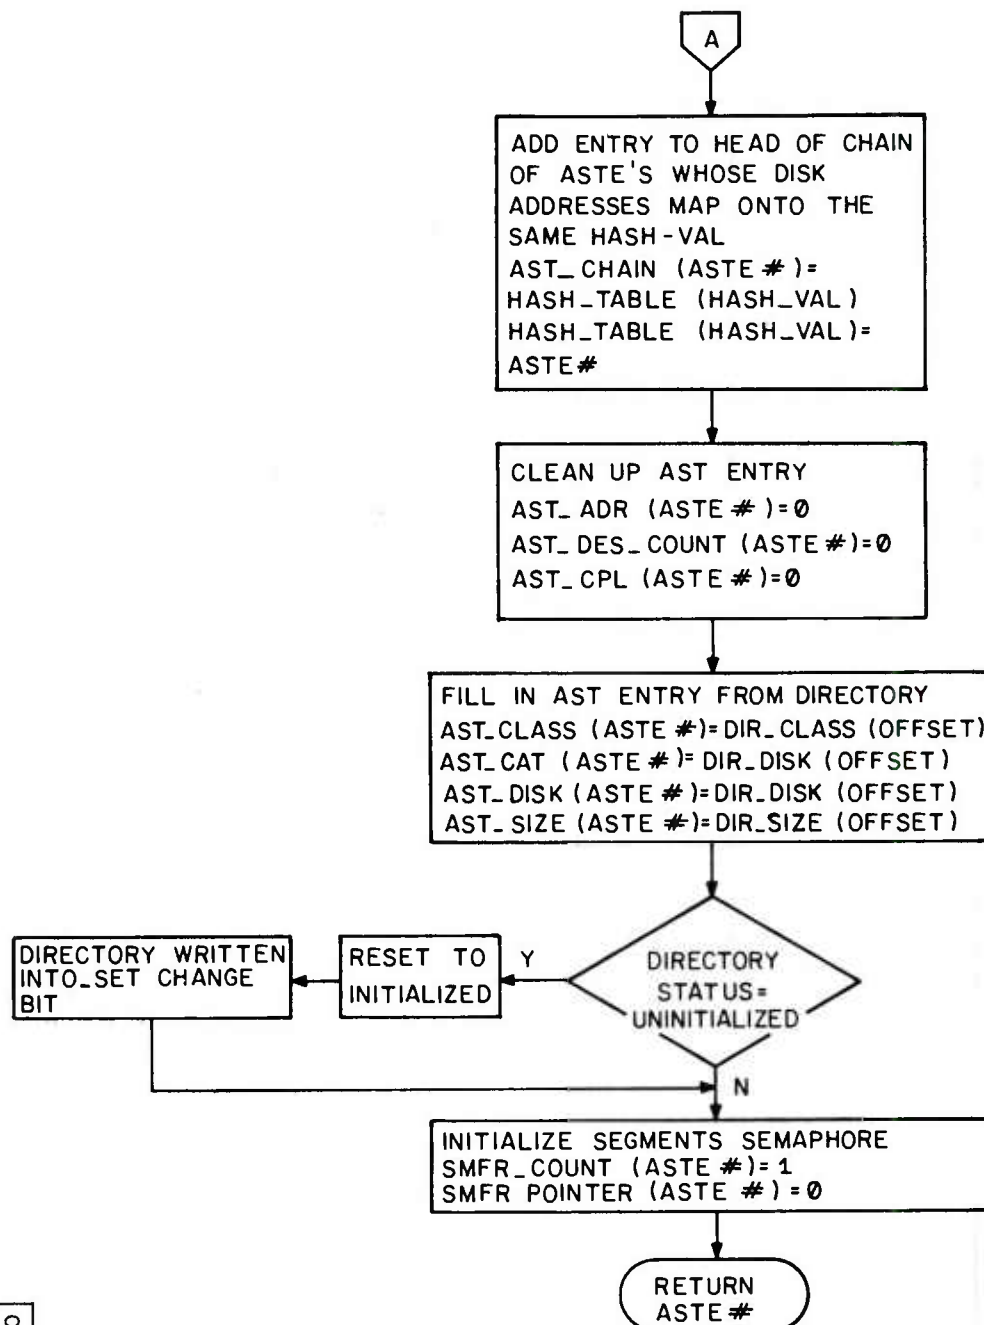 A
ADD ENTRY TO HEAD OF CHAIN
OF ASTE'S WHOSE DISK
ADDRESSES MAP ONTO THE
SAME HASH-VAL
AST_CHAIN (ASTE #)=
HASH_TABLE (HASH_VAL)
HASH_TABLE (HASH_VAL)=
ASTE#
CLEAN UP AST ENTRY
AST_ADR (ASTE #)=0
AST_DES_COUNT (ASTE#)=0
AST_CPL (ASTE #)=0
FILL IN AST ENTRY FROM DIRECTORY
AST_CLASS (ASTE #)=DIR_CLASS (OFFSET)
AST_CAT (ASTE #)= DIR_DISK (OFFSET)
AST_DISK (ASTE #)=DIR_DISK (OFFSET)
AST_SIZE (ASTE #)=DIR_SIZE (OFFSET)
DIRECTORY
STATUS=
UNINITIALIZED
Y
RESET TO
INITIALIZED
DIRECTORY WRITTEN
INTO_SET CHANGE
BIT
N
INITIALIZE SEGMENTS SEMAPHORE
SMFR_COUNT (ASTE #)= 1
SMFR POINTER (ASTE #) =0
RETURN
ASTE#